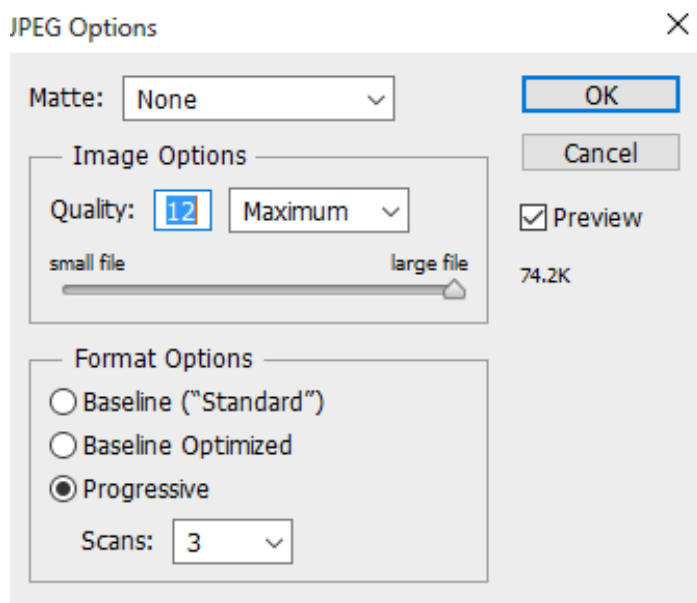 JPEG Options
Matte: None
OK
Cancel
Image Options
Quality: 12 Maximum
Preview
small file large file
74.2K
Format Options
Baseline (“Standard”)
Baseline Optimized
Progressive
Scans: 3